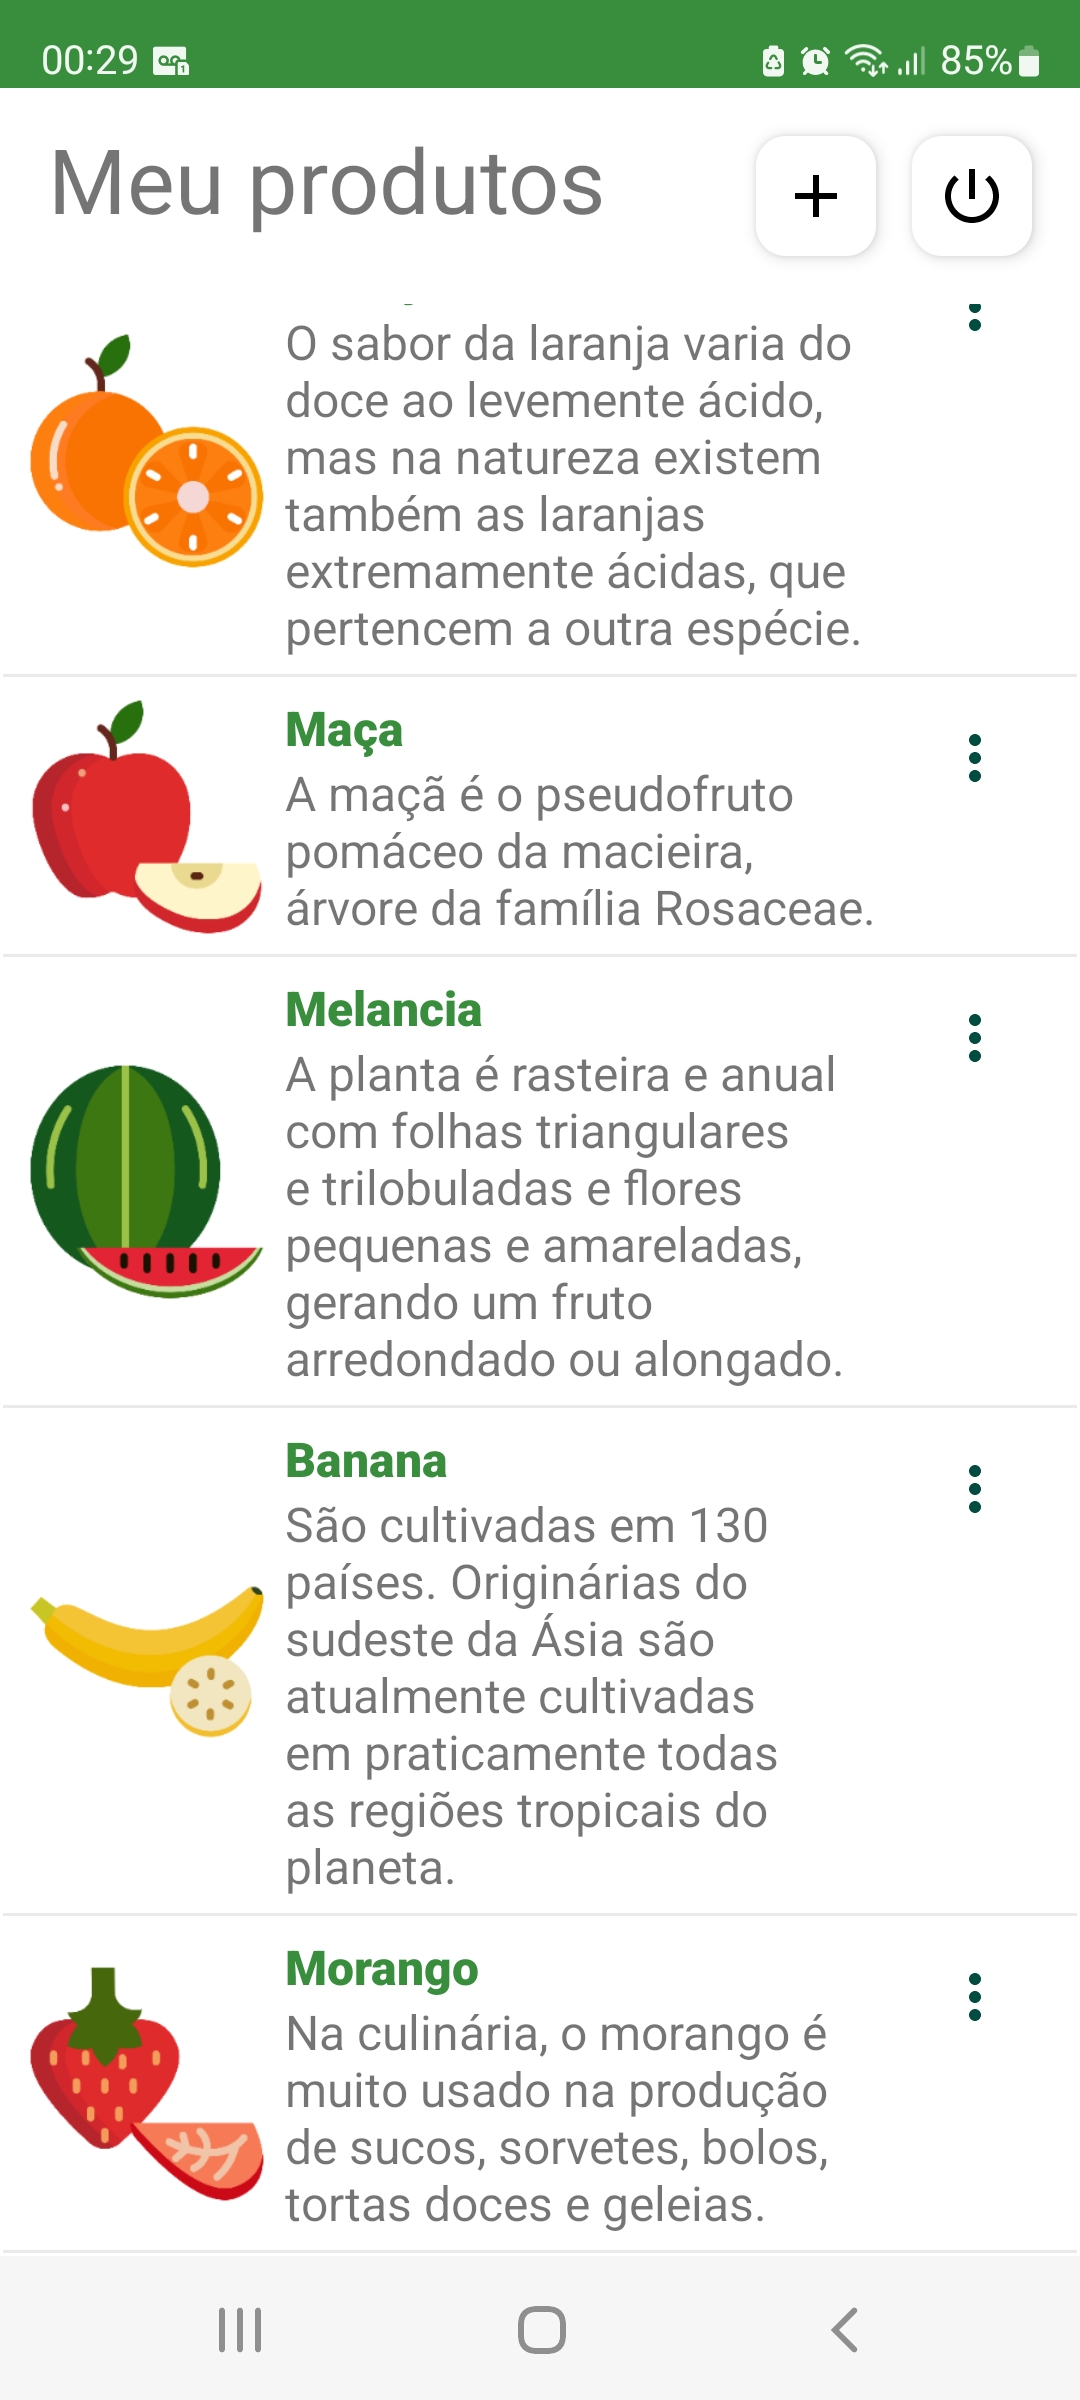 00:29
85%
Meu produtos
O sabor da laranja varia do
doce ao levemente ácido,
mas na natureza existem
também as laranjas
extremamente ácidas, que
pertencem a outra espécie.
Maça
A maçã é o pseudofruto
pomáceo da macieira,
árvore da família Rosaceae.
Melancia
A planta é rasteira e anual
com folhas triangulares
e trilobuladas e flores
pequenas e amareladas,
gerando um fruto
arredondado ou alongado.
Banana
São cultivadas em 130
países. Originárias do
sudeste da Ásia são
atualmente cultivadas
em praticamente todas
as regiões tropicais do
planeta.
Morango
Na culinária, o morango é
muito usado na produção
de sucos, sorvetes, bolos,
tortas doces e geleias.